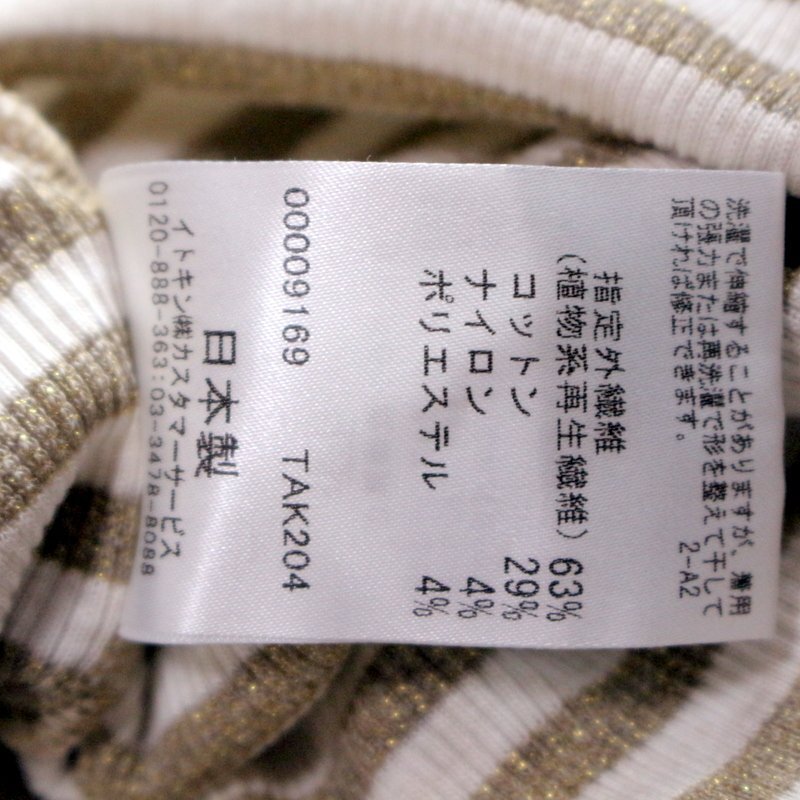 洗濯で伸縮することがありますが、着用
の張力または再洗濯で形を整えて干して
頂ければ修正できます。 2-A2
指定外繊維
(植物系再生繊維) 63%
コットン 29%
ナイロン 4%
ポリエステル 4%
00009169 TAK204
日本製
イトキン㈱カスタマーサービス
0120-888-363:03-3478-8088